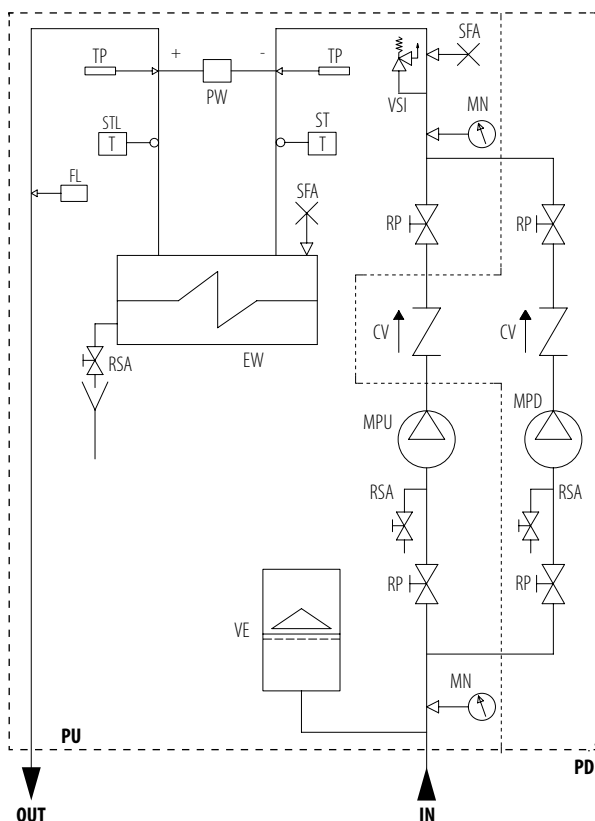 SFA
TP
+
-
TP
PW
VSI
MN
STL
ST
T
T
FL
SFA
RP
RP
CV
CV
RSA
EW
MPU
MPD
RSA
RSA
RP
RP
VE
MN
PU
PD
OUT
IN